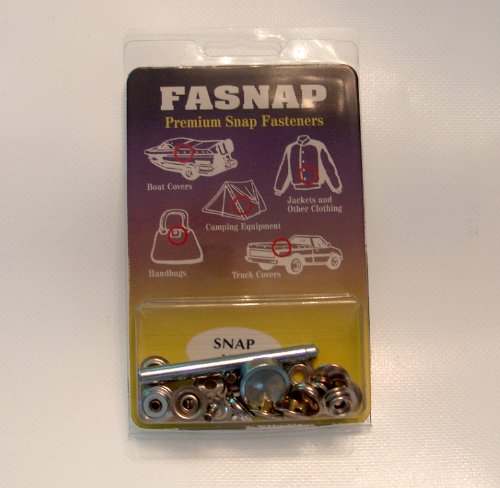 FASNAP
Premium Snap Fasteners
Boat Covers
Jackets and
Other Clothing
Camping Equipment
Handbags
Truck Covers
SNAP